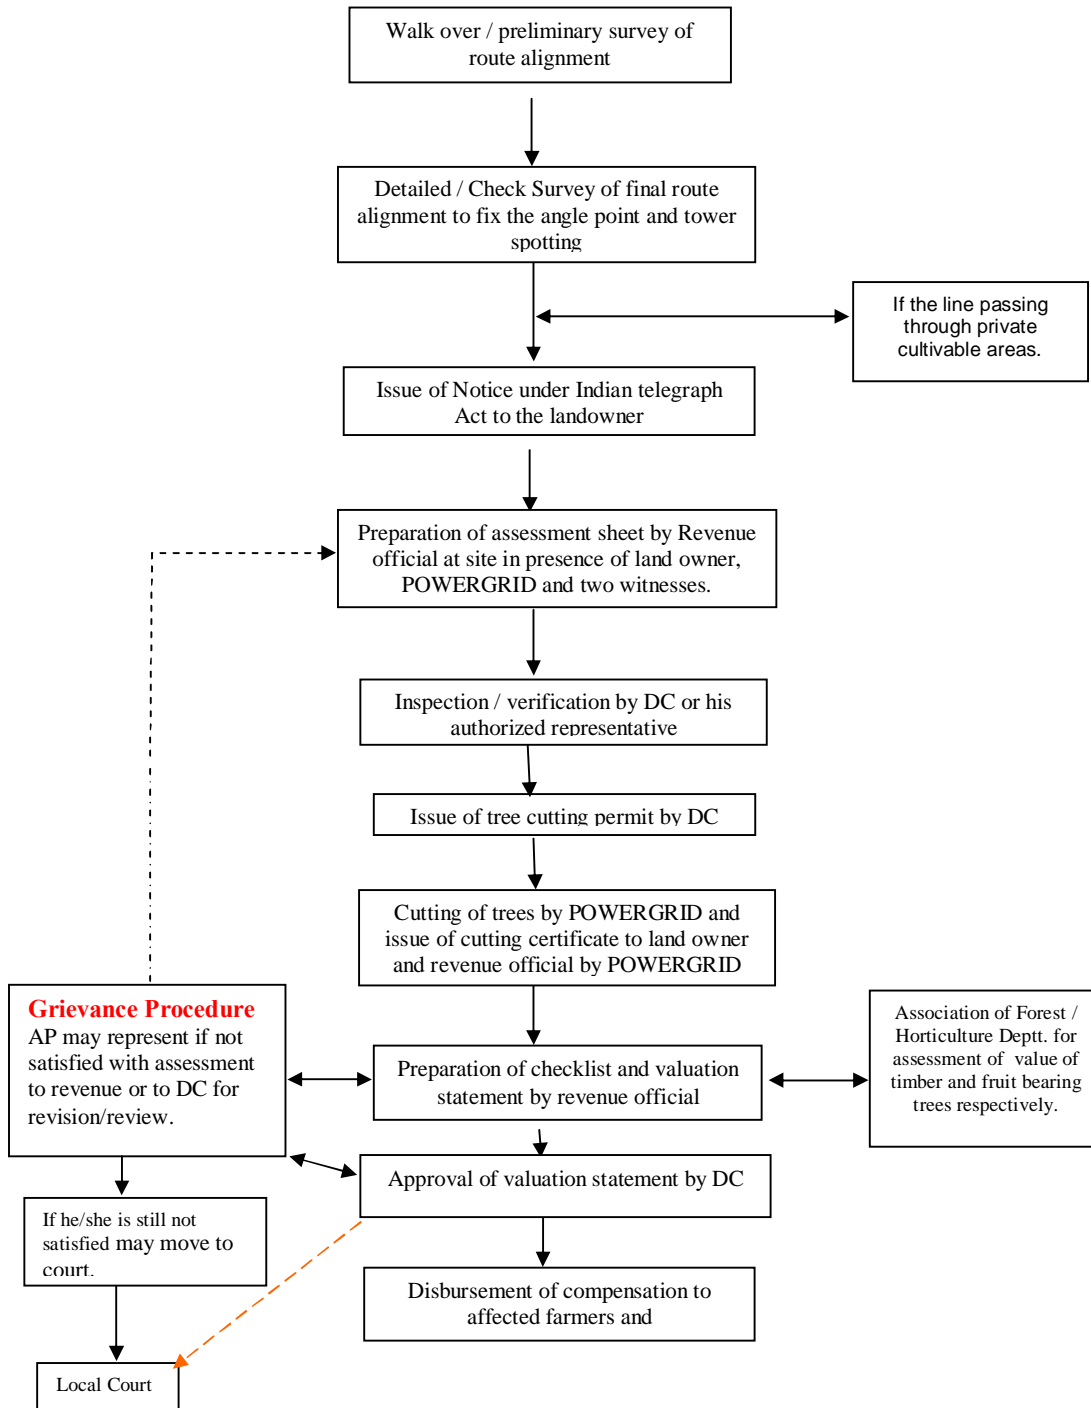 Walk over / preliminary survey of
route alignment
Detailed / Check Survey of final route
alignment to fix the angle point and tower
spotting
If the line passing
through private
cultivable areas.
Issue of Notice under Indian telegraph
Act to the landowner
Preparation of assessment sheet by Revenue
official at site in presence of land owner,
POWERGRID and two witnesses.
Inspection / verification by DC or his
authorized representative
Issue of tree cutting permit by DC
Cutting of trees by POWERGRID and
issue of cutting certificate to land owner
and revenue official by POWERGRID
Grievance Procedure
AP may represent if not
satisfied with assessment
to revenue or to DC for
revision/review.
Preparation of checklist and valuation
statement by revenue official
Association of Forest /
Horticulture Deptt. for
assessment of value of
timber and fruit bearing
trees respectively.
Approval of valuation statement by DC
If he/she is still not
satisfied may move to
court.
Disbursement of compensation to
affected farmers and
Local Court